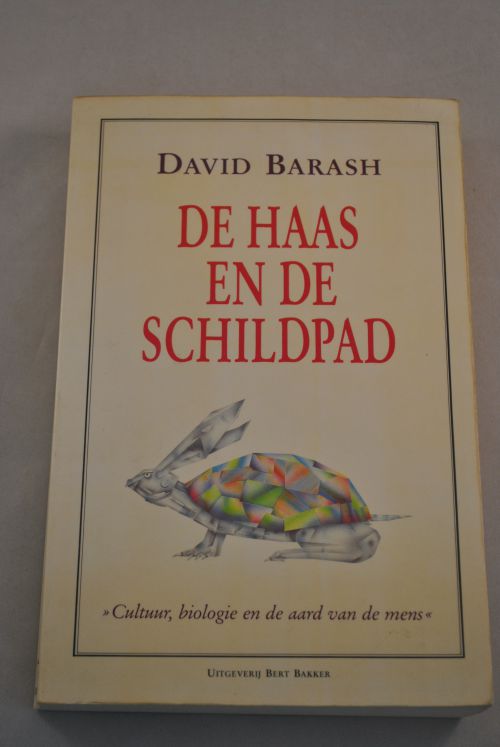 DAVID BARASH
DE HAAS
EN DE
SCHILDPAD
» Cultuur, biologie en de aard van de mens «
UITGEVERIJ BERT BAKKER